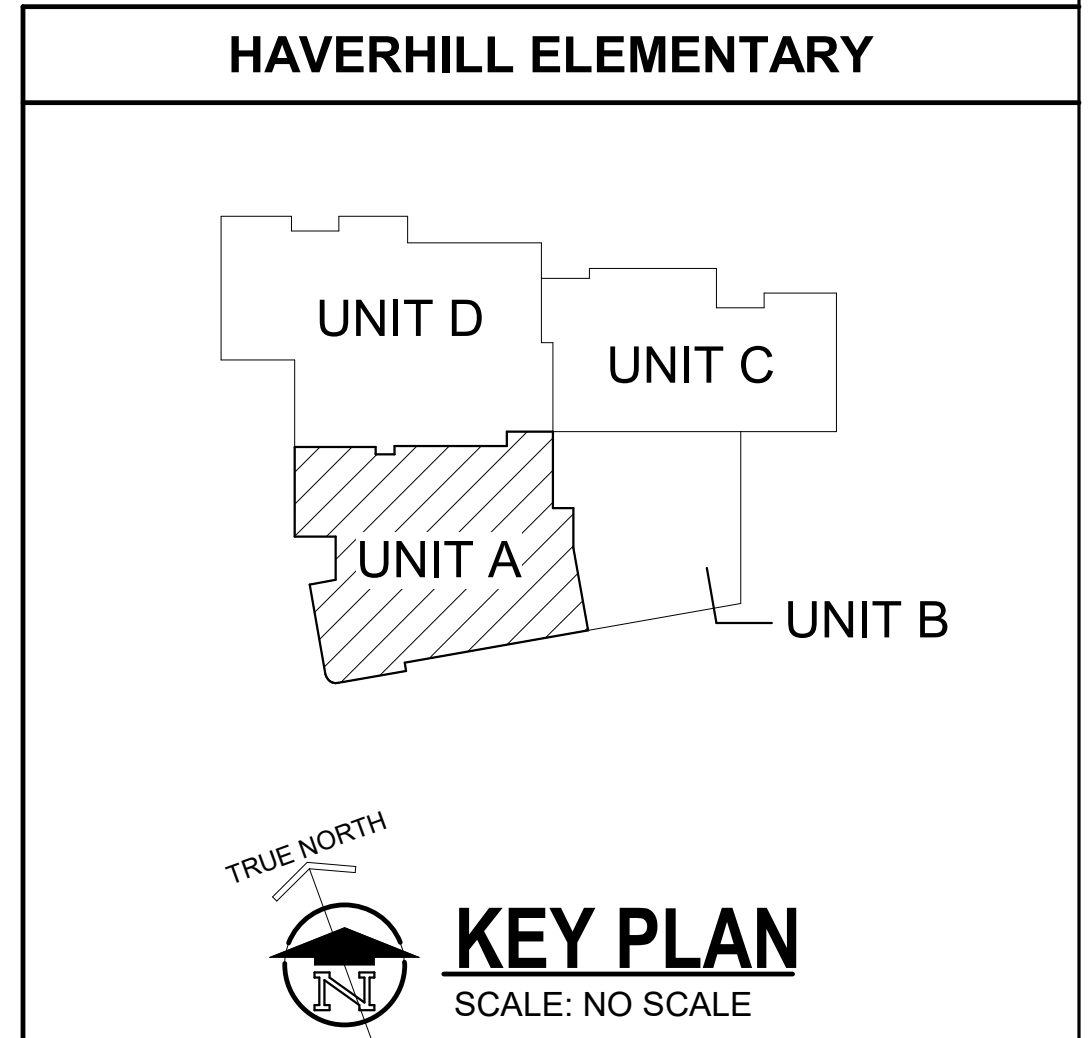 HAVERHILL ELEMENTARY
UNIT D
UNIT C
UNIT A
UNIT B
TRUE NORTH
N
KEY PLAN
SCALE: NO SCALE